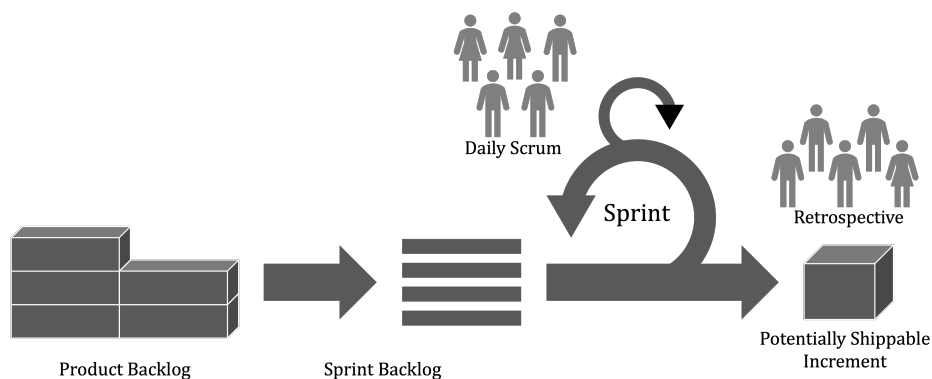 Daily Scrum
Sprint
Retrospective
Product Backlog
Sprint Backlog
Potentially Shippable
Increment